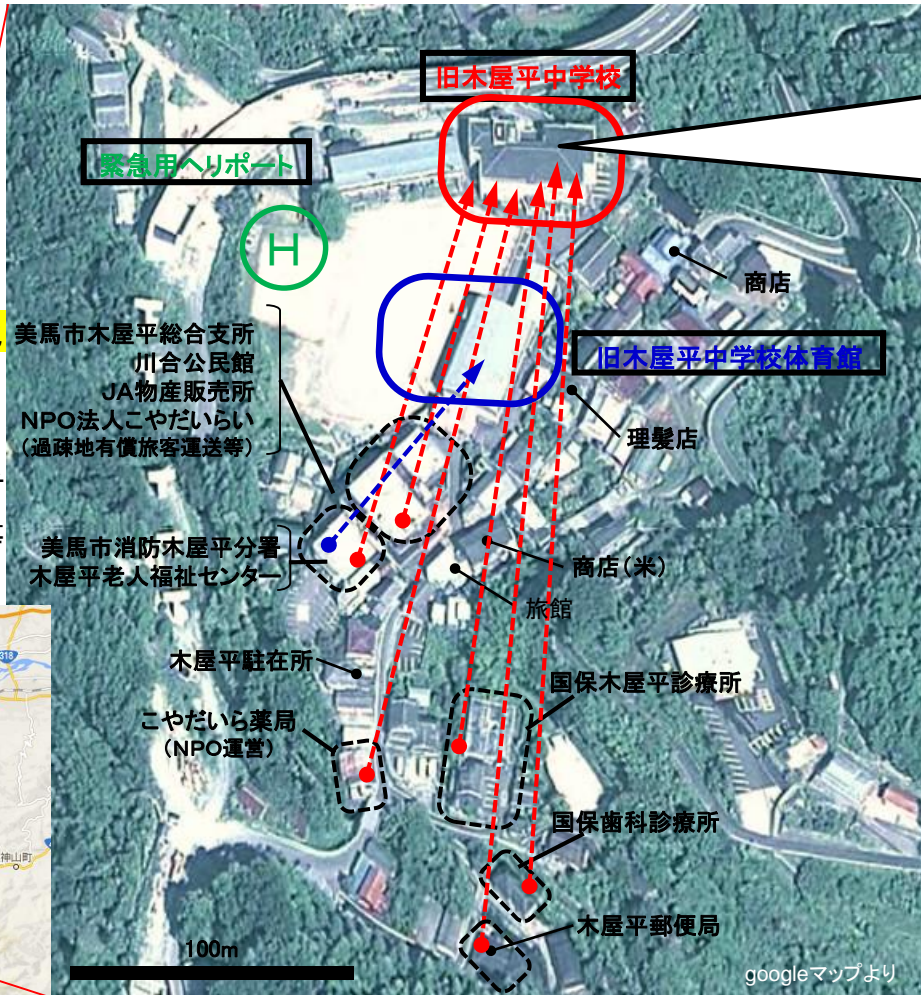 旧木屋平中学校
緊急用ヘリポート
H
商店
美馬市木屋平総合支所
川合公民館
JA物産販売所
NPO法人こやだいらい
(過疎地有償旅客運送等)
旧木屋平中学校体育館
理髪店
美馬市消防木屋平分署
木屋平老人福祉センター
商店(米)
旅館
木屋平駐在所
国保木屋平診療所
こやだいら薬局
(NPO運営)
318
神山町
国保歯科診療所
木屋平郵便局
100m
googleマップより